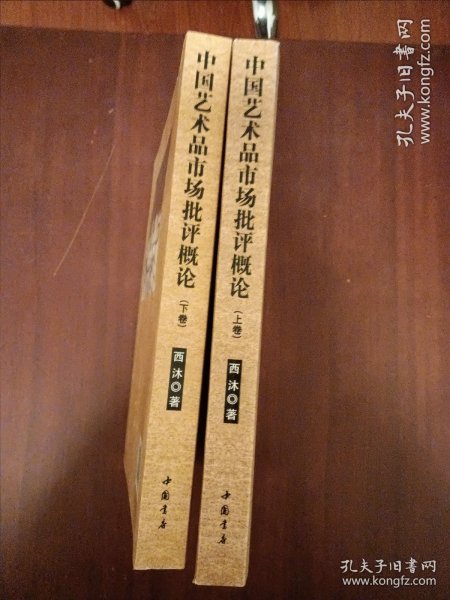 中国艺术品市场批评概论
(下卷)
西沐◎著
中国书店
中国艺术品市场批评概论
(上卷)
西沐◎著
中国书店
孔夫子旧书网
www.kongfz.com
孔夫子旧书网
www.kongfz.com